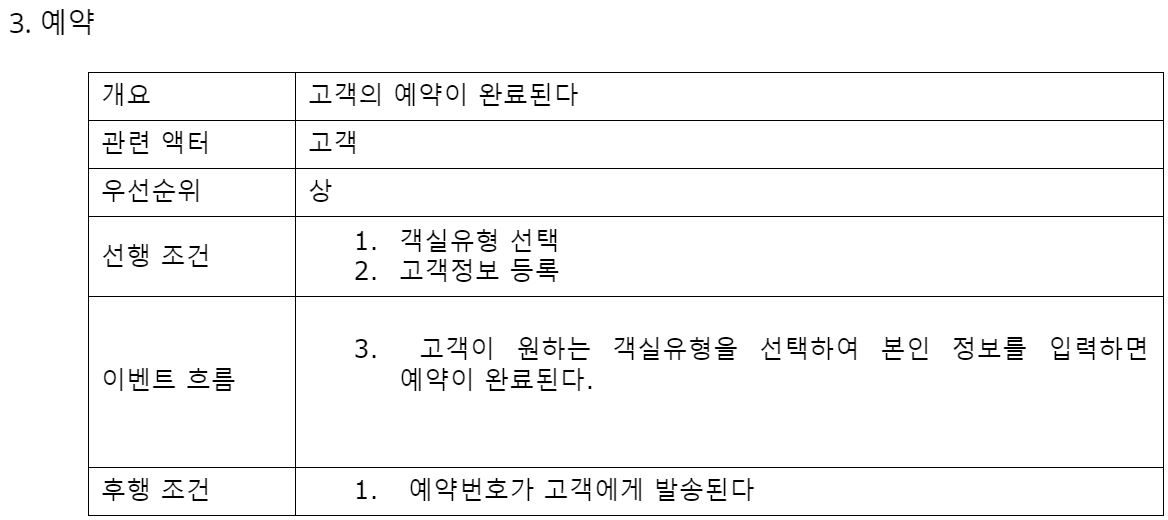 3. 예약
개요 고객의 예약이 완료된다
관련 액터 고객
우선순위 상
선행 조건
1. 객실유형 선택
2. 고객정보 등록
이벤트 흐름
3. 고객이 원하는 객실유형을 선택하여 본인 정보를 입력하면
예약이 완료된다.
후행 조건 1. 예약번호가 고객에게 발송된다